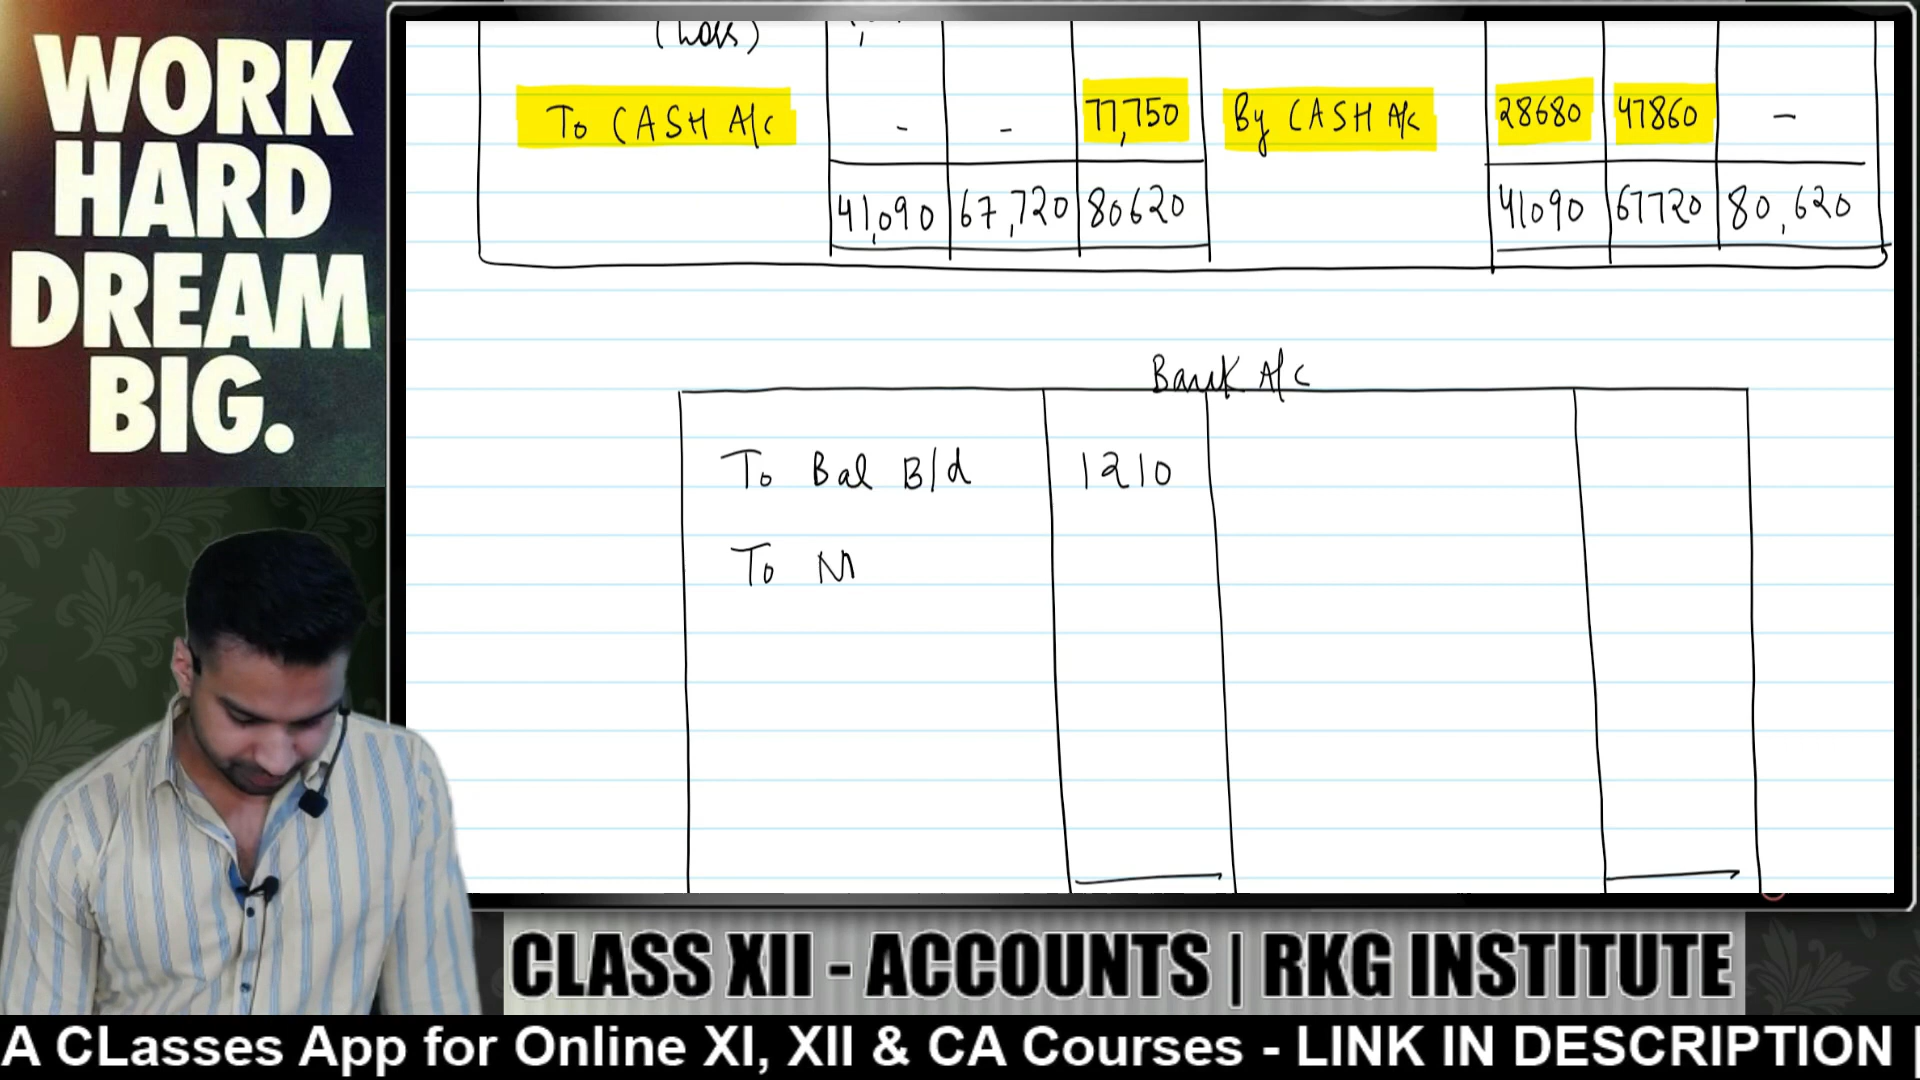 WORK
HARD
DREAM
BIG.
(Loss)
To CASH A/c - - 77,750 By CASH A/c 28680 47860 -
41,090 67,720 80620 41090 67720 80,620
Bank A/c
To Bal B/d 1210
To N
CLASS XII - ACCOUNTS | RKG INSTITUTE
A CLasses App for Online XI, XII & CA Courses - LINK IN DESCRIPTION |